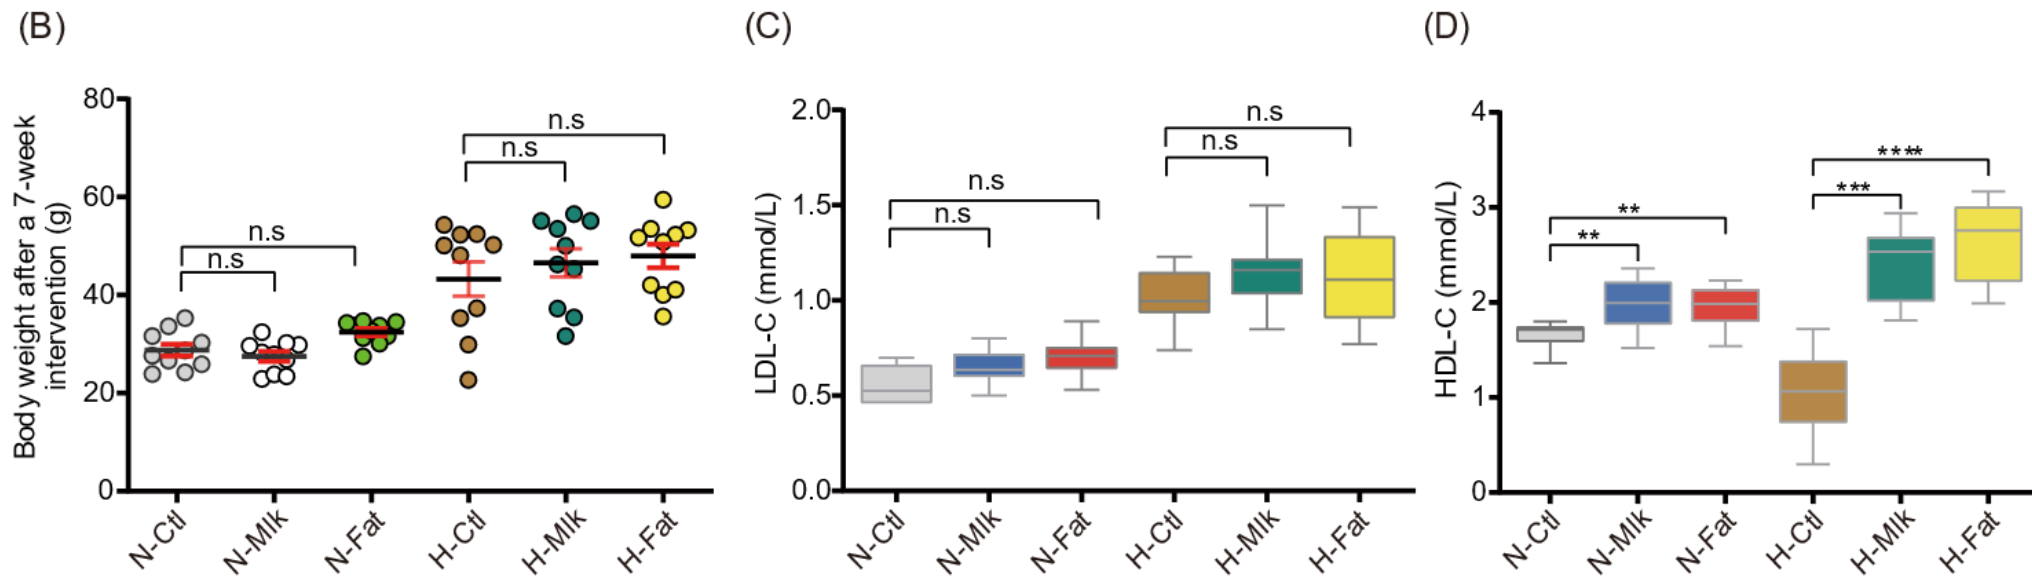 (B)
Body weight after a 7-week
intervention (g)
80
60
40
20
0
n.s
n.s
n.s
n.s
N-Ctl
N-Mlk
N-Fat
H-Ctl
H-Mlk
H-Fat
(C)
LDL-C (mmol/L)
2.0
1.5
1.0
0.5
0.0
n.s
n.s
n.s
n.s
N-Ctl
N-Mlk
N-Fat
H-Ctl
H-Mlk
H-Fat
(D)
HDL-C (mmol/L)
4
3
2
1
0
**
**
****
***
N-Ctl
N-Mlk
N-Fat
H-Ctl
H-Mlk
H-Fat